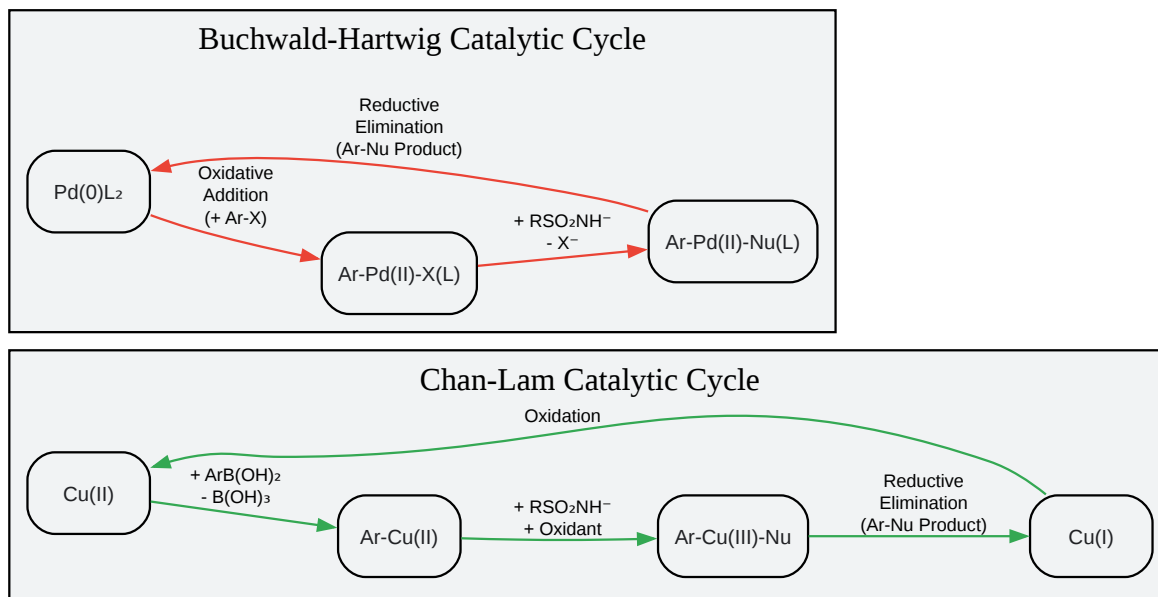 Buchwald-Hartwig Catalytic Cycle
Reductive
Elimination
(Ar-Nu Product)
Pd(0)L₂
Oxidative
Addition
(+ Ar-X)
Ar-Pd(II)-X(L)
+ RSO₂NH⁻
- X⁻
Ar-Pd(II)-Nu(L)
Chan-Lam Catalytic Cycle
Oxidation
Cu(II)
+ ArB(OH)₂
- B(OH)₃
Ar-Cu(II)
+ RSO₂NH⁻
+ Oxidant
Ar-Cu(III)-Nu
Reductive
Elimination
(Ar-Nu Product)
Cu(I)